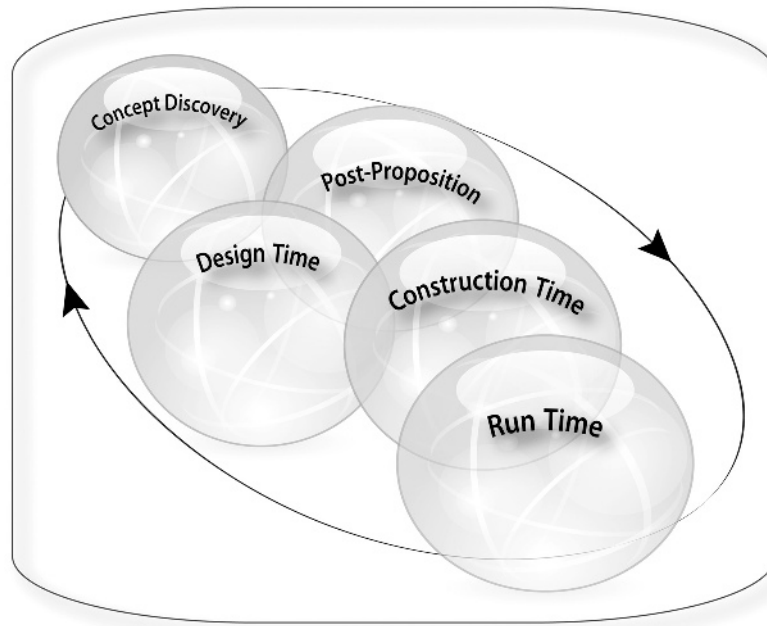 Concept Discovery
Post-Proposition
Design Time
Construction Time
Run Time